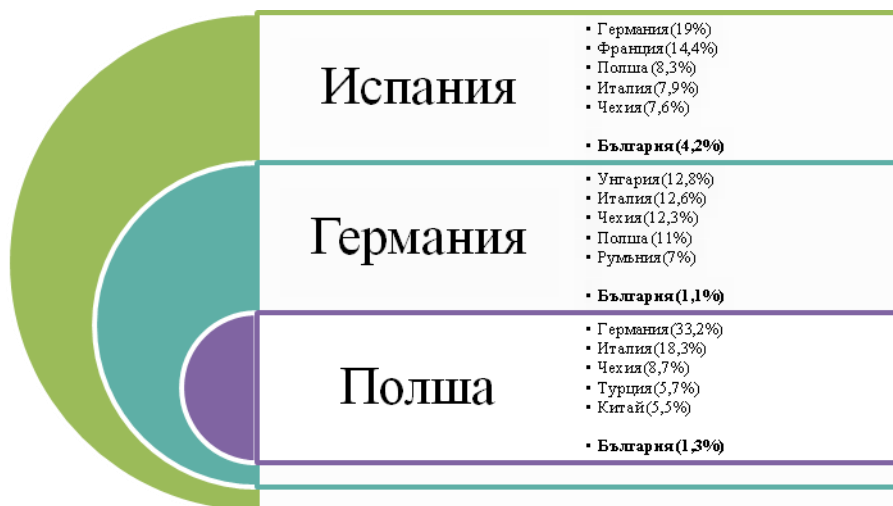 Испания
• Германия(19%)
• Франция(14,4%)
• Полша(8,3%)
• Италия(7,9%)
• Чехия(7,6%)
• България(4,2%)
Германия
• Унгария(12,8%)
• Италия(12,6%)
• Чехия(12,3%)
• Полша(11%)
• Румъния(7%)
• България(1,1%)
Полша
• Германия(33,2%)
• Италия(18,3%)
• Чехия(8,7%)
• Турция(5,7%)
• Китай(5,5%)
• България(1,3%)